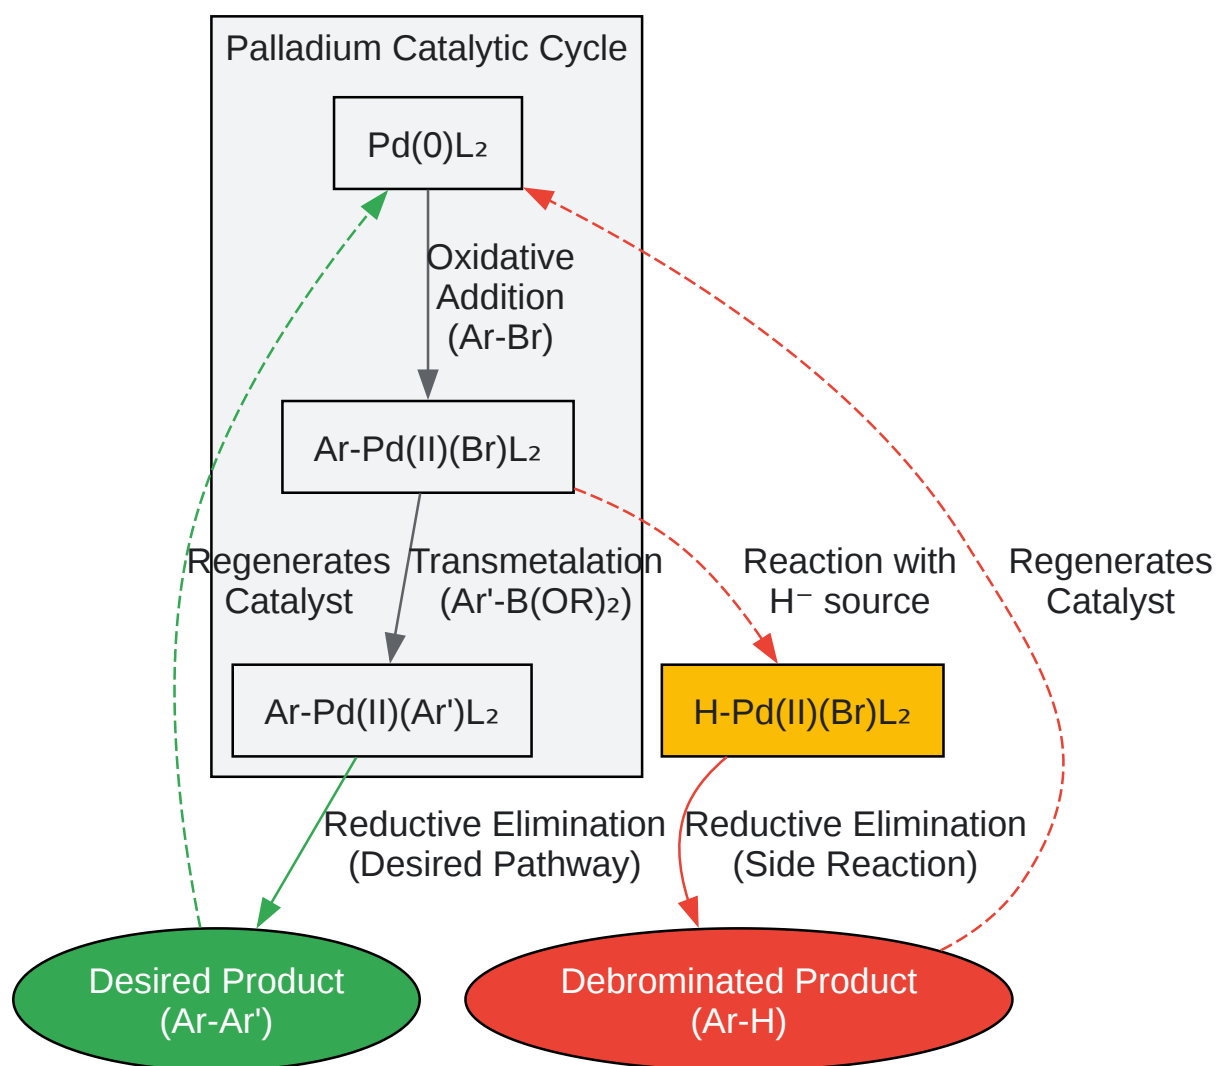 Palladium Catalytic Cycle
Pd(0)L₂
Oxidative
Addition
(Ar-Br)
Ar-Pd(II)(Br)L₂
Regenerates
Catalyst
Transmetalation
(Ar'-B(OR)₂)
Reaction with
H⁻ source
Regenerates
Catalyst
Ar-Pd(II)(Ar')L₂
H-Pd(II)(Br)L₂
Reductive Elimination
(Desired Pathway)
Reductive Elimination
(Side Reaction)
Desired Product
(Ar-Ar')
Debrominated Product
(Ar-H)